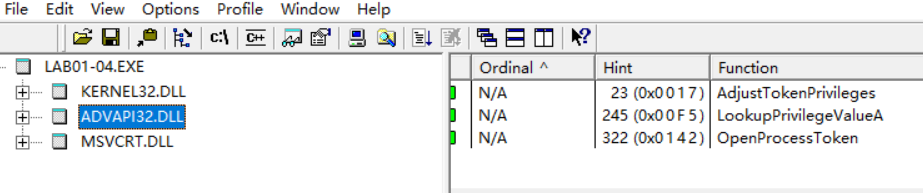 File Edit View Options Profile Window Help
c:\ C++
LAB01-04.EXE
KERNEL32.DLL
ADVAPI32.DLL
MSVCRT.DLL
Ordinal ^ Hint Function
N/A 23 (0x0017) AdjustTokenPrivileges
N/A 245 (0x00F5) LookupPrivilegeValueA
N/A 322 (0x0142) OpenProcessToken